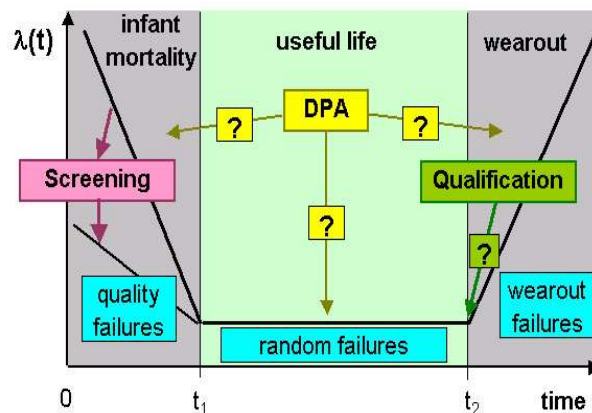 λ(t)
infant
mortality
useful life
wearout
DPA
?
?
Screening
Qualification
?
?
quality
failures
wearout
failures
random failures
0
t1
t2
time